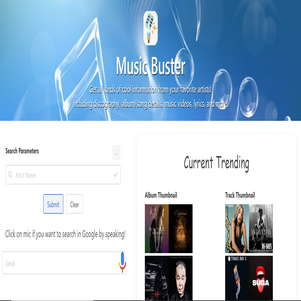 Music Buster
Get all kinds of cool information from your favorite artists!
Including discography, album/song details, music videos, lyrics, and more.
Search Parameters
Artist Name
Submit
Clear
Click on mic if you want to search in Google by speaking!
Speak
Current Trending
Album Thumbnail
Track Thumbnail